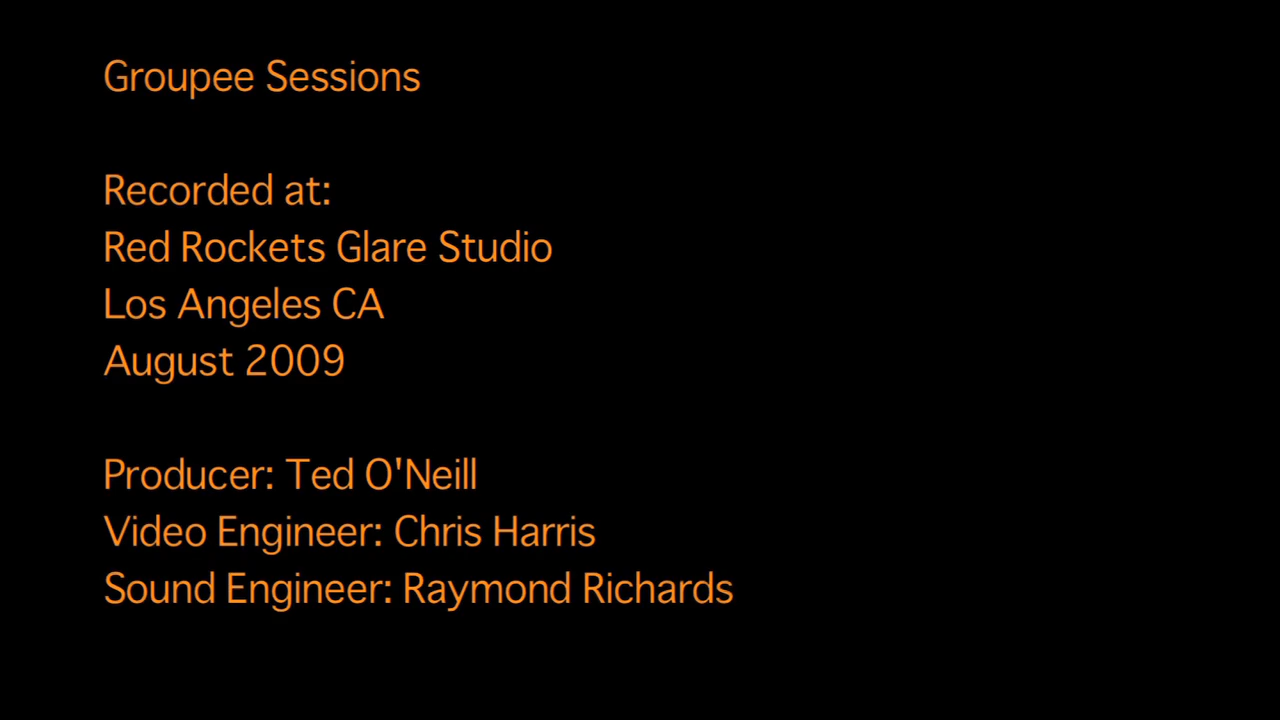 Groupee Sessions
Recorded at:
Red Rockets Glare Studio
Los Angeles CA
August 2009
Producer: Ted O'Neill
Video Engineer: Chris Harris
Sound Engineer: Raymond Richards